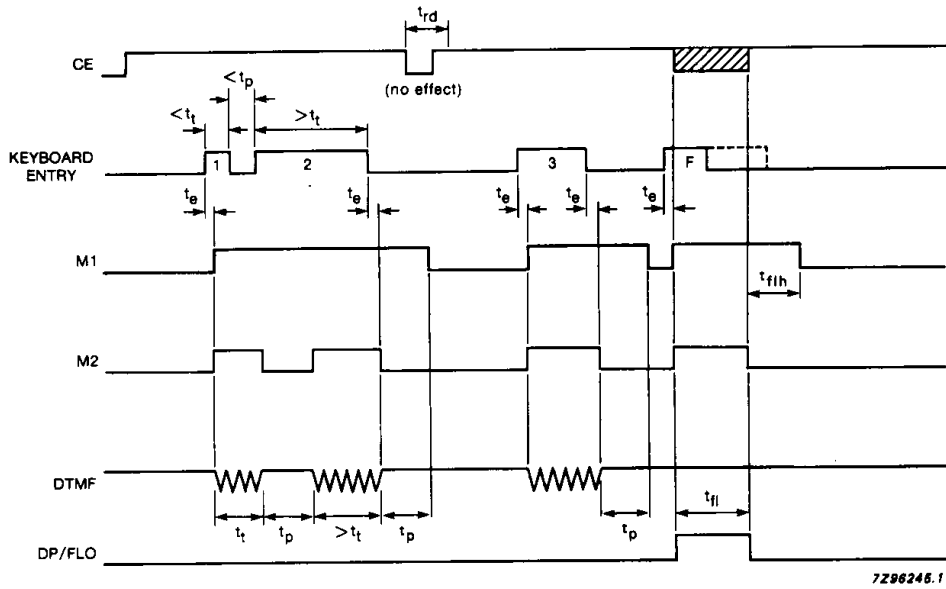 t_rd
CE
(no effect)
<t_p
<t_t
>t_t
KEYBOARD ENTRY
1
2
3
F
t_e
t_e
t_e
t_e
t_e
M1
t_flh
M2
DTMF
t_t
t_p
>t_t
t_p
t_p
t_fl
DP/FLO
7Z96245.1